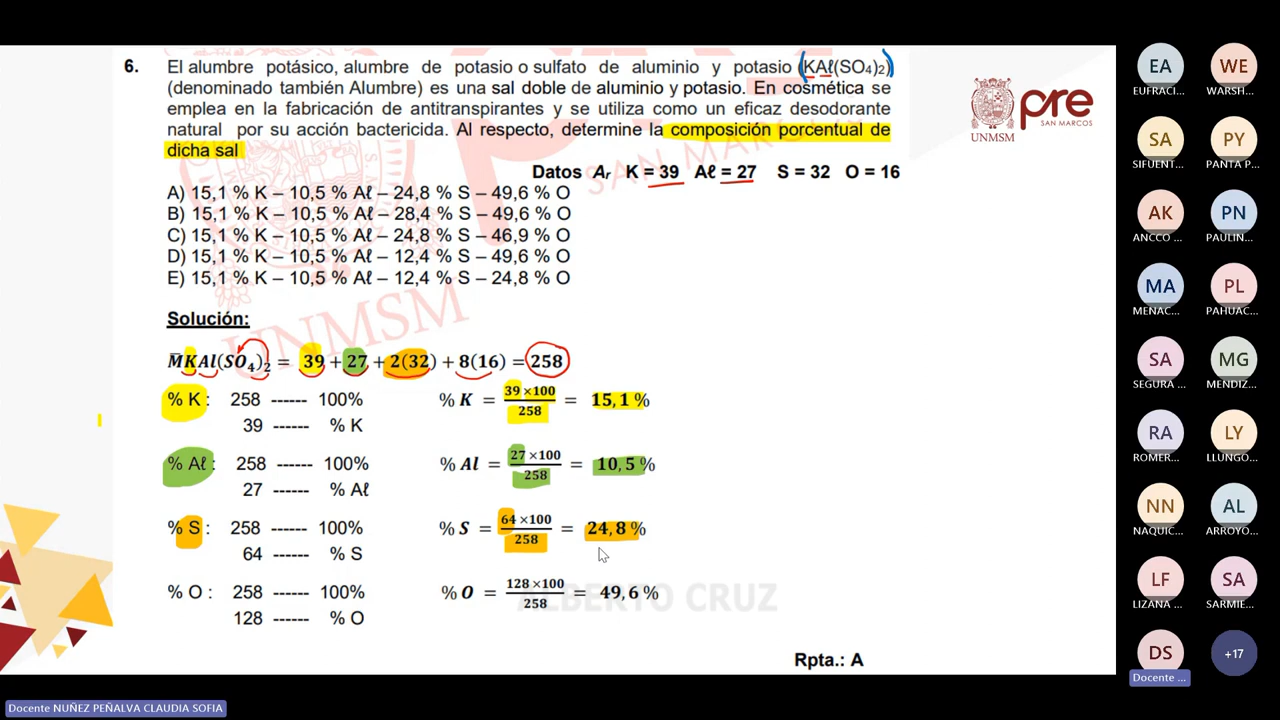 6. El alumbre potásico, alumbre de potasio o sulfato de aluminio y potasio (KAℓ(SO₄)₂)
(denominado también Alumbre) es una sal doble de aluminio y potasio. En cosmética se
emplea en la fabricación de antitranspirantes y se utiliza como un eficaz desodorante
natural por su acción bactericida. Al respecto, determine la composición porcentual de
dicha sal
Datos Aᵣ K = 39 Aℓ = 27 S = 32 O = 16
A) 15,1 % K – 10,5 % Aℓ – 24,8 % S – 49,6 % O
B) 15,1 % K – 10,5 % Aℓ – 28,4 % S – 49,6 % O
C) 15,1 % K – 10,5 % Aℓ – 24,8 % S – 46,9 % O
D) 15,1 % K – 10,5 % Aℓ – 12,4 % S – 49,6 % O
E) 15,1 % K – 10,5 % Aℓ – 12,4 % S – 24,8 % O
Solución:
M̄ KAl(SO₄)₂ = 39 + 27 + 2(32) + 8(16) = 258
% K : 258 ------ 100% % K = 39 ×100 / 258 = 15,1 %
39 ------ % K
% Aℓ : 258 ------ 100% % Al = 27 ×100 / 258 = 10,5 %
27 ------ % Aℓ
% S : 258 ------ 100% % S = 64 ×100 / 258 = 24,8 %
64 ------ % S
% O : 258 ------ 100% % O = 128 ×100 / 258 = 49,6 %
128 ------ % O
ALBERTO CRUZ
Rpta.: A
UNMSM
SAN MAR
UNMSM
pre
SAN MARCOS
EA
EUFRACI...
WE
WARSH...
SA
SIFUENT...
PY
PANTA P...
AK
ANCCO ...
PN
PAULIN...
MA
MENAC...
PL
PAHUAC...
SA
SEGURA ...
MG
MENDIZ...
RA
ROMER...
LY
LLUNGO...
NN
NAQUIC...
AL
ARROYO...
LF
LIZANA ...
SA
SARMIE...
DS
Docente ...
+17
Docente NUÑEZ PEÑALVA CLAUDIA SOFIA